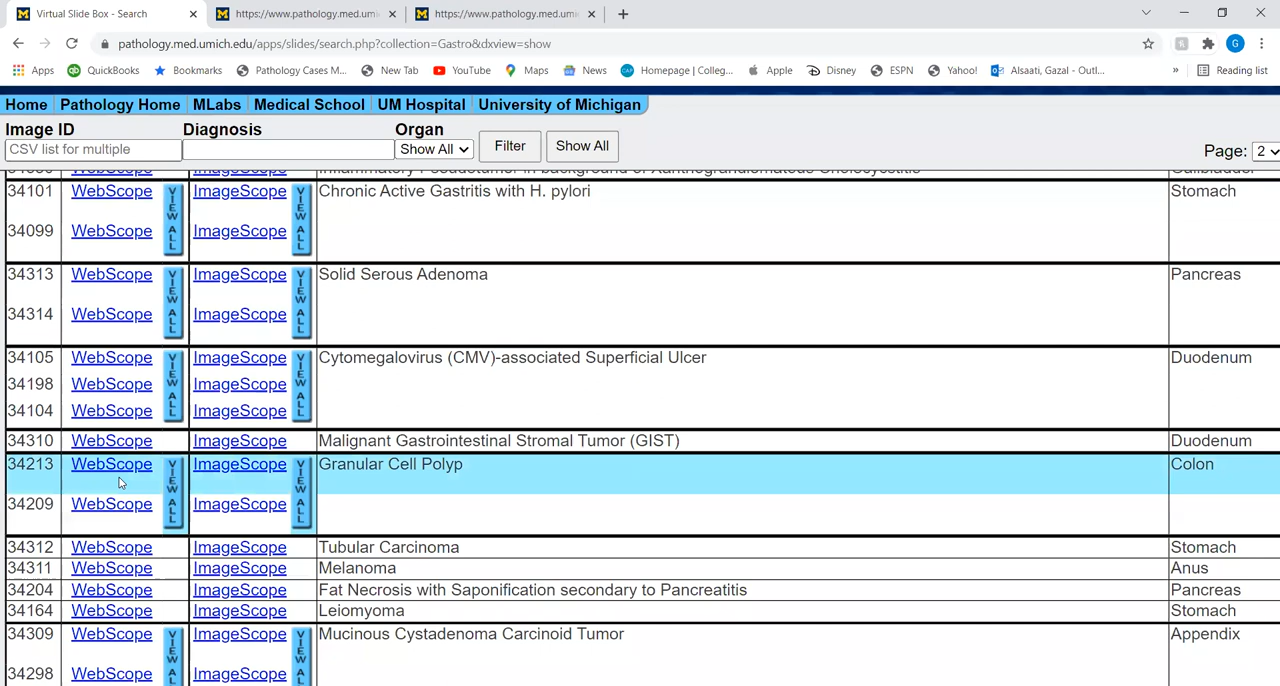 Virtual Slide Box - Search
https://www.pathology.med.umi
https://www.pathology.med.umi
pathology.med.umich.edu/apps/slides/search.php?collection=Gastro&dxview=show
G
Apps QuickBooks Bookmarks Pathology Cases M... New Tab YouTube Maps News Homepage | Colleg... Apple Disney ESPN Yahoo! Alsaati, Gazal - Outl... » Reading list
Home Pathology Home MLabs Medical School UM Hospital University of Michigan
Image ID Diagnosis Organ
CSV list for multiple Show All Filter Show All Page: 2
34101 WebScope VIEW ALL ImageScope VIEW ALL Chronic Active Gastritis with H. pylori Stomach
34099 WebScope ImageScope
34313 WebScope VIEW ALL ImageScope VIEW ALL Solid Serous Adenoma Pancreas
34314 WebScope ImageScope
34105 WebScope VIEW ALL ImageScope VIEW ALL Cytomegalovirus (CMV)-associated Superficial Ulcer Duodenum
34198 WebScope ImageScope
34104 WebScope ImageScope
34310 WebScope ImageScope Malignant Gastrointestinal Stromal Tumor (GIST) Duodenum
34213 WebScope VIEW ALL ImageScope VIEW ALL Granular Cell Polyp Colon
34209 WebScope ImageScope
34312 WebScope ImageScope Tubular Carcinoma Stomach
34311 WebScope ImageScope Melanoma Anus
34204 WebScope ImageScope Fat Necrosis with Saponification secondary to Pancreatitis Pancreas
34164 WebScope ImageScope Leiomyoma Stomach
34309 WebScope VIEW AL ImageScope VIEW AL Mucinous Cystadenoma Carcinoid Tumor Appendix
34298 WebScope ImageScope